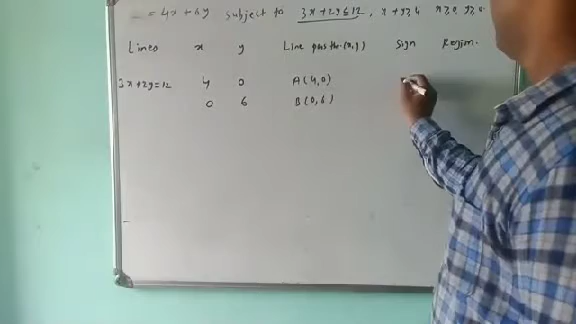 = 4x + 6y subject to 3x + 2y ≤ 12, x + y ≥ 4, x ≥ 0, y ≥ 0.
Lines x y Line pass thr. (x, y) Sign Region.
3x + 2y = 12 4 0 A(4,0)
0 6 B(0,6)